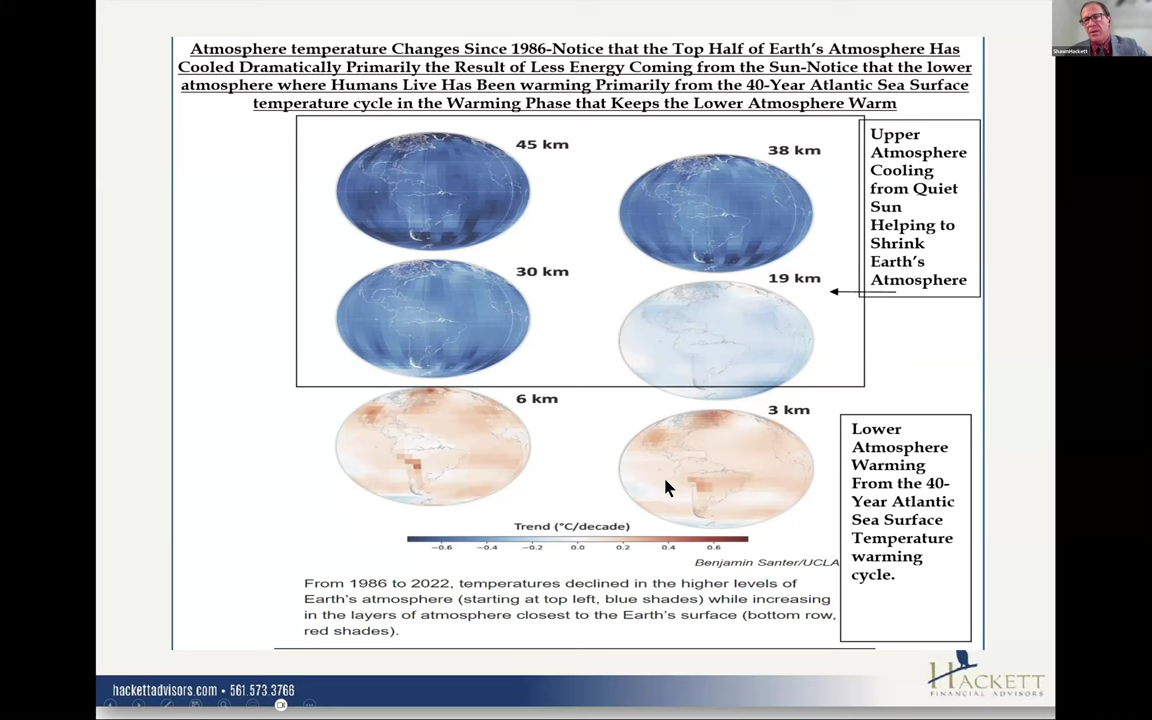 ShawnHackett
Atmosphere temperature Changes Since 1986-Notice that the Top Half of Earth's Atmosphere Has
Cooled Dramatically Primarily the Result of Less Energy Coming from the Sun-Notice that the lower
atmosphere where Humans Live Has Been warming Primarily from the 40-Year Atlantic Sea Surface
temperature cycle in the Warming Phase that Keeps the Lower Atmosphere Warm
45 km
38 km
30 km
19 km
6 km
3 km
Upper
Atmosphere
Cooling
from Quiet
Sun
Helping to
Shrink
Earth's
Atmosphere
Lower
Atmosphere
Warming
From the 40-
Year Atlantic
Sea Surface
Temperature
warming
cycle.
Trend (°C/decade)
−0.6 −0.4 −0.2 0.0 0.2 0.4 0.6
Benjamin Santer/UCLA
From 1986 to 2022, temperatures declined in the higher levels of
Earth's atmosphere (starting at top left, blue shades) while increasing
in the layers of atmosphere closest to the Earth's surface (bottom row,
red shades).
hackettadvisors.com • 561.573.3766
HACKETT
FINANCIAL ADVISORS